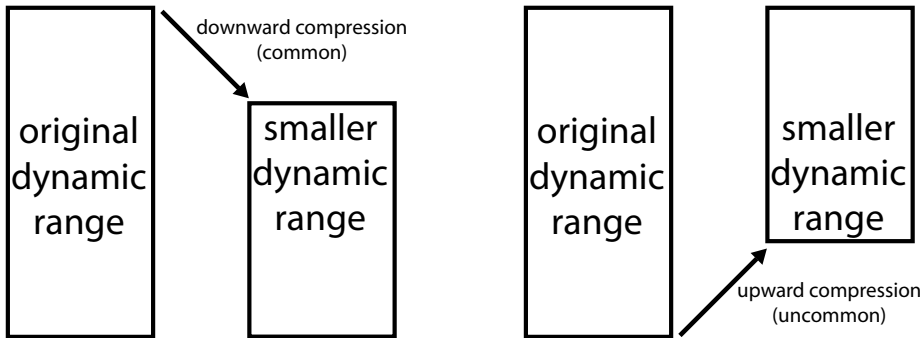 downward compression
(common)
original
dynamic
range
smaller
dynamic
range
original
dynamic
range
smaller
dynamic
range
upward compression
(uncommon)